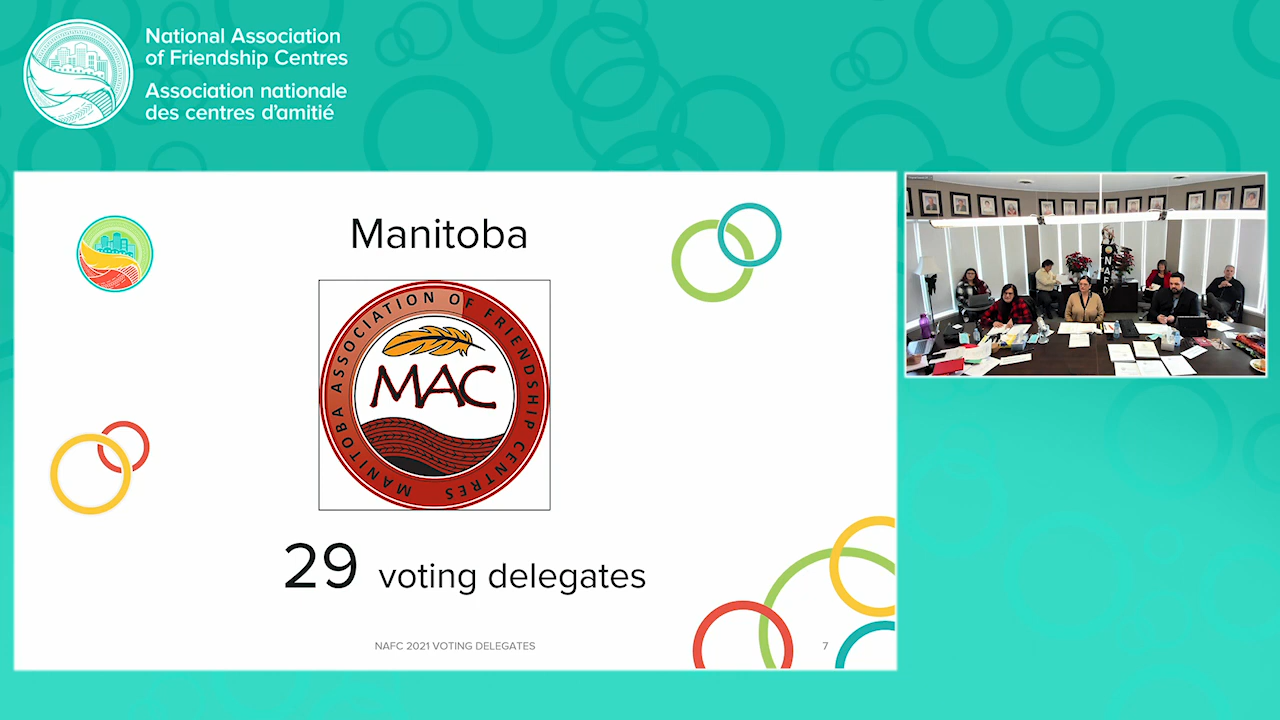 National Association
of Friendship Centres
Association nationale
des centres d'amitié
Manitoba
MANITOBA ASSOCIATION OF FRIENDSHIP CENTRES
MAC
29 voting delegates
NAFC 2021 VOTING DELEGATES
7